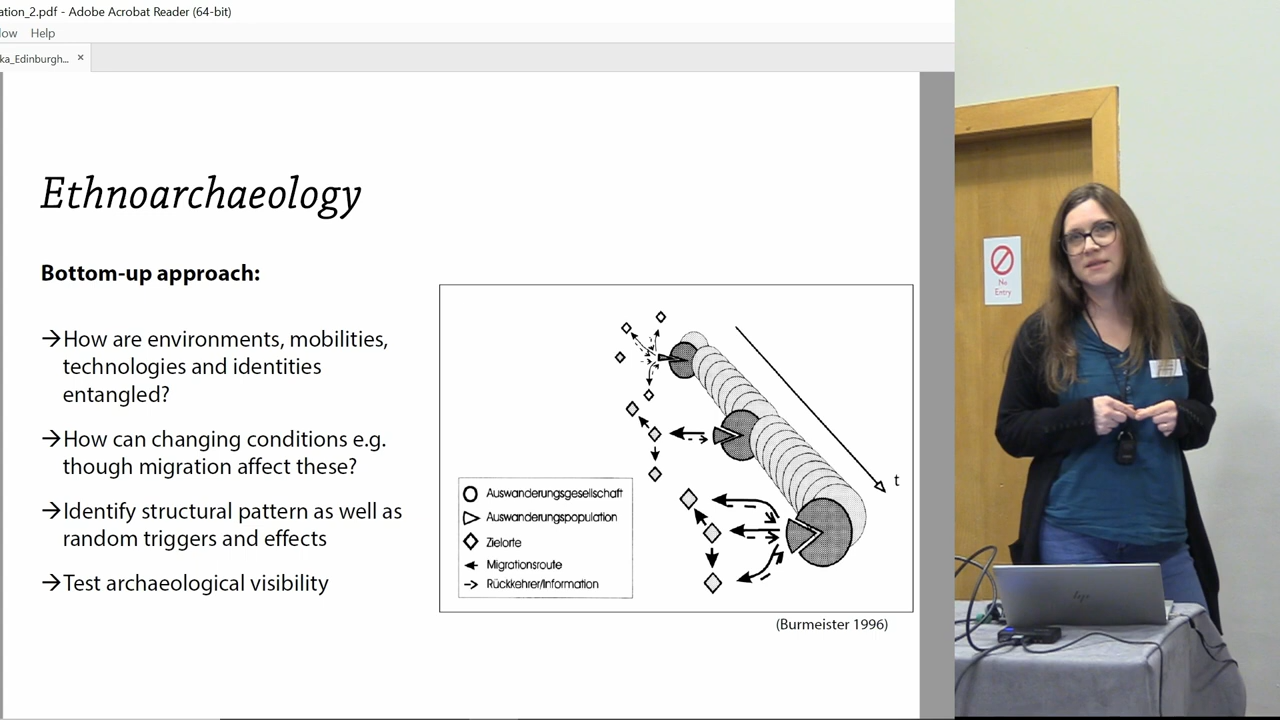 ation_2.pdf - Adobe Acrobat Reader (64-bit)
low Help
ka_Edinburgh... ×
Ethnoarchaeology
Bottom-up approach:
→How are environments, mobilities,
technologies and identities
entangled?
→How can changing conditions e.g.
though migration affect these?
→Identify structural pattern as well as
random triggers and effects
→Test archaeological visibility
t
Auswanderungsgesellschaft
Auswanderungspopulation
Zielorte
Migrationsroute
Rückkehrer/Information
(Burmeister 1996)
No
Entry